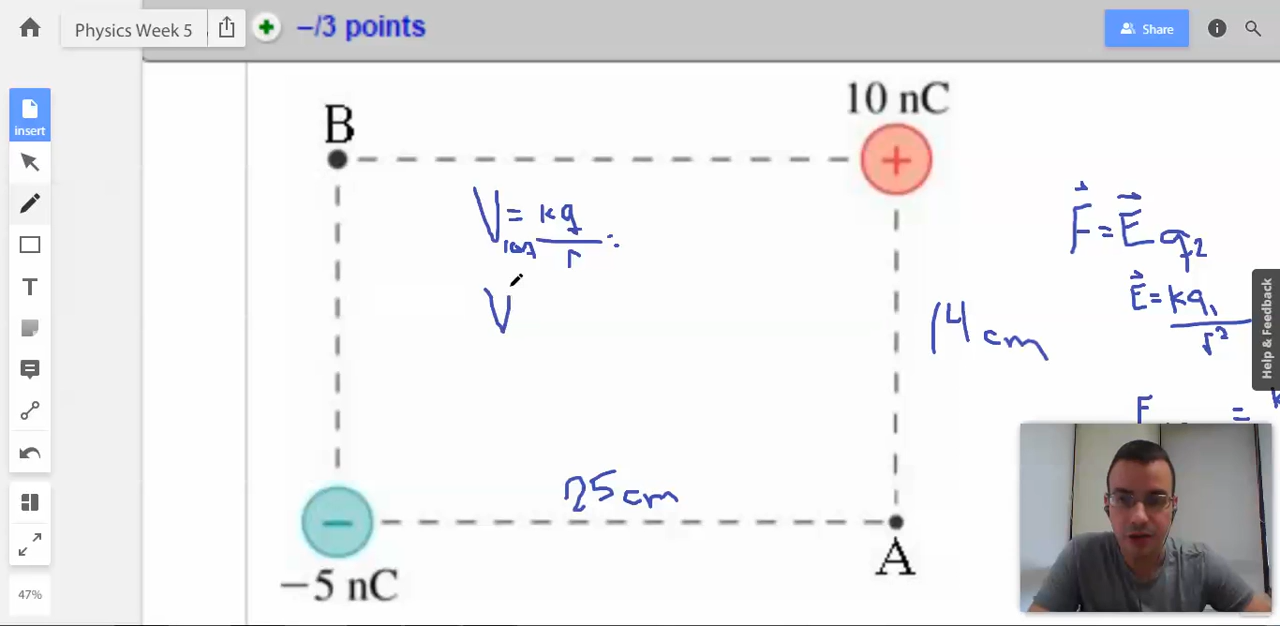 Physics Week 5
-/3 points
Share
insert
B
10 nC
V = kq
r
V
F = E q2
E = kq1
r2
14 cm
Help & Feedback
F =
25 cm
A
−5 nC
T
47%